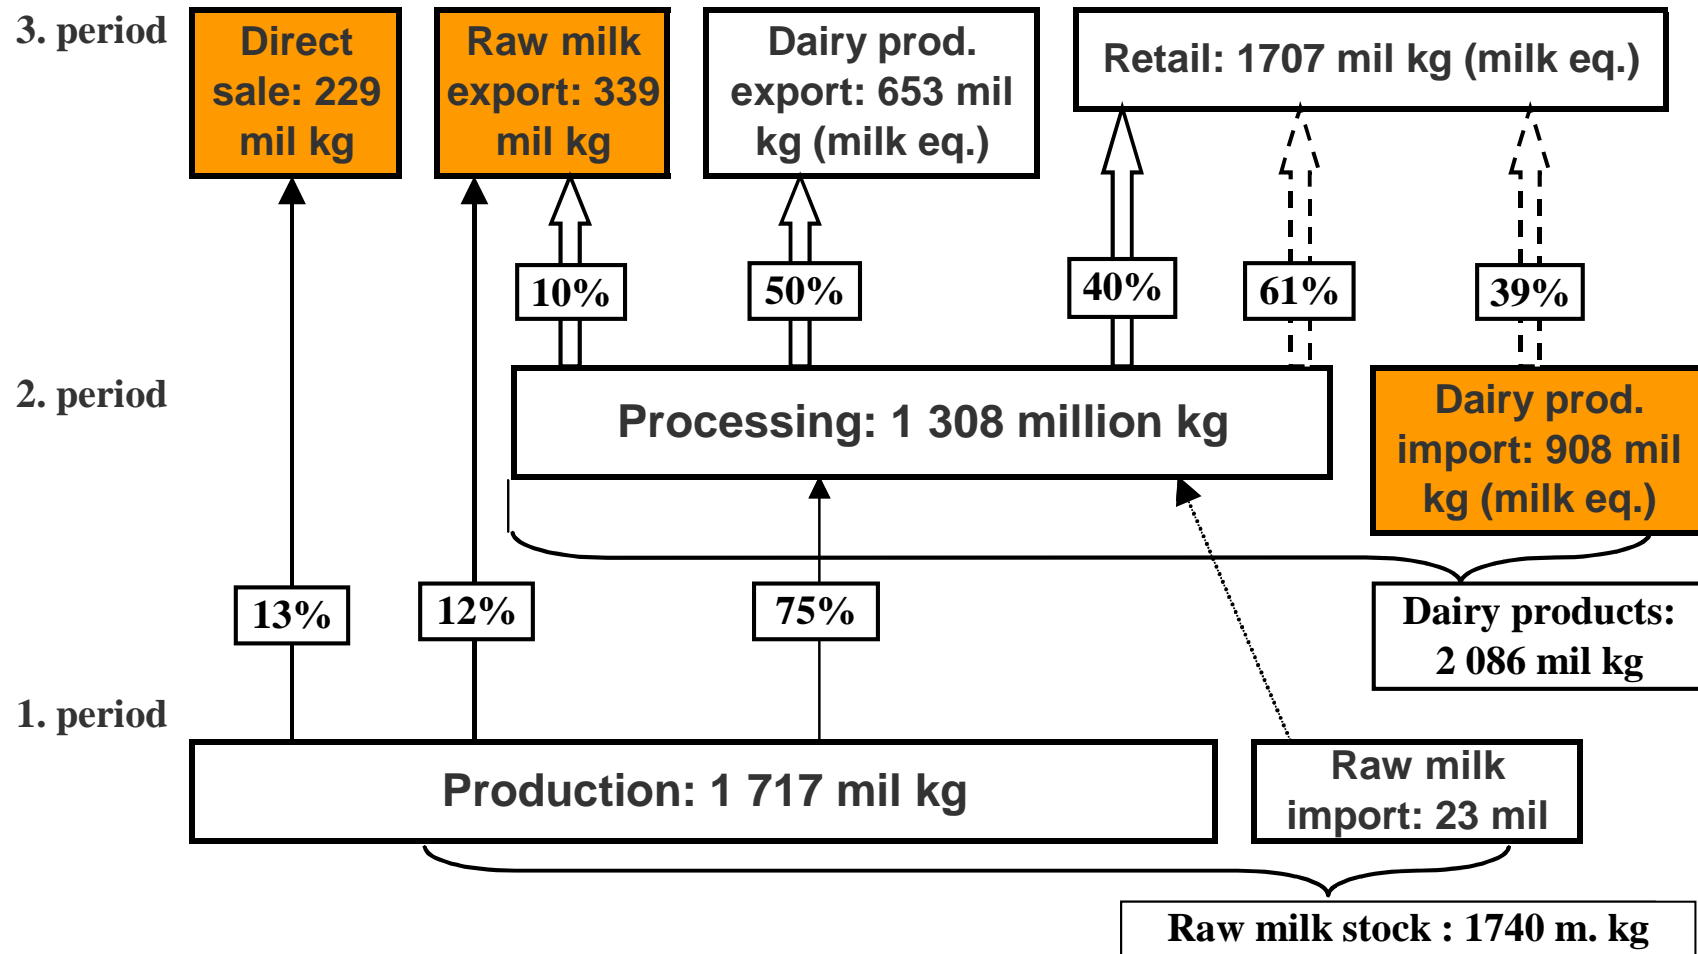 3. period
Direct
sale: 229
mil kg
Raw milk
export: 339
mil kg
Dairy prod.
export: 653 mil
kg (milk eq.)
Retail: 1707 mil kg (milk eq.)
10%
50%
40%
61%
39%
2. period
Processing: 1 308 million kg
Dairy prod.
import: 908 mil
kg (milk eq.)
13%
12%
75%
Dairy products:
2 086 mil kg
1. period
Production: 1 717 mil kg
Raw milk
import: 23 mil
Raw milk stock : 1740 m. kg